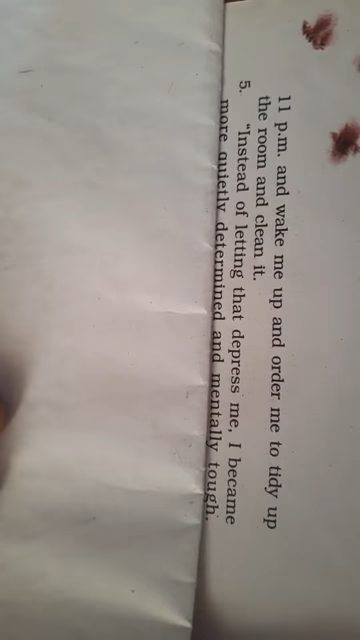 11 p.m. and wake me up and order me to tidy up
the room and clean it.
5. "Instead of letting that depress me, I became
more quietly determined and mentally tough.